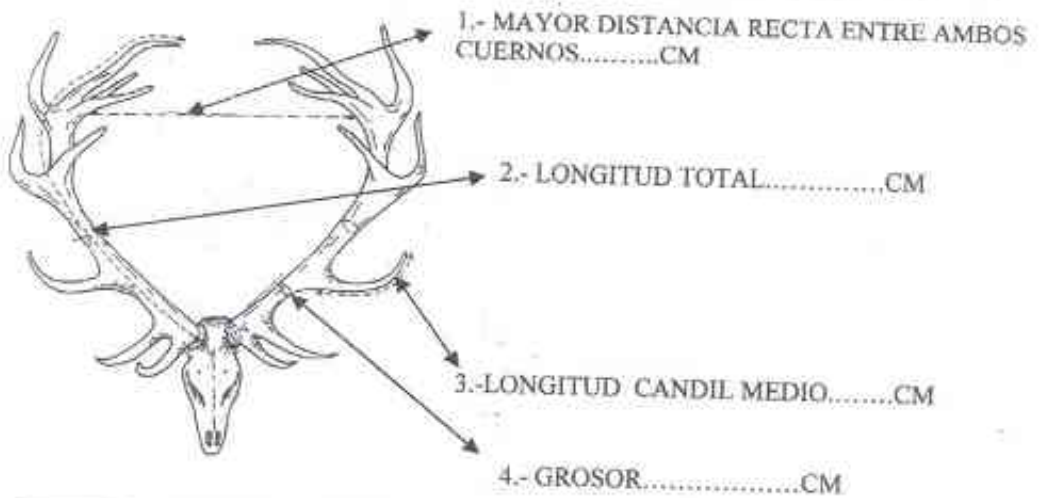 1.- MAYOR DISTANCIA RECTA ENTRE AMBOS
CUERNOS..........CM
2.- LONGITUD TOTAL..............CM
3.-LONGITUD CANDIL MEDIO........CM
4.- GROSOR...................CM